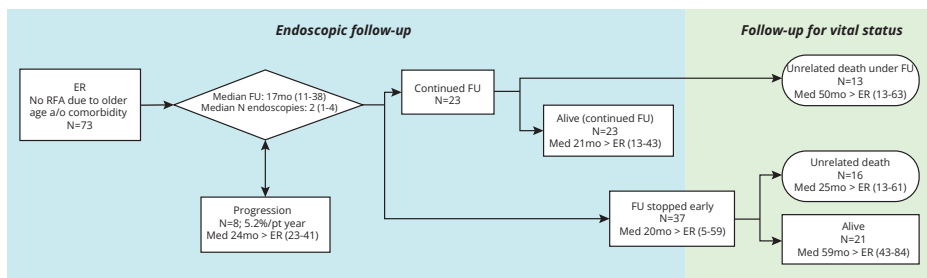 Endoscopic follow-up
Follow-up for vital status
ER
No RFA due to older
age a/o comorbidity
N=73
Median FU: 17mo (11-38)
Median N endoscopies: 2 (1-4)
Progression
N=8; 5.2%/pt year
Med 24mo > ER (23-41)
Continued FU
N=23
Alive (continued FU)
N=23
Med 21mo > ER (13-43)
Unrelated death under FU
N=13
Med 50mo > ER (13-63)
FU stopped early
N=37
Med 20mo > ER (5-59)
Unrelated death
N=16
Med 25mo > ER (13-61)
Alive
N=21
Med 59mo > ER (43-84)